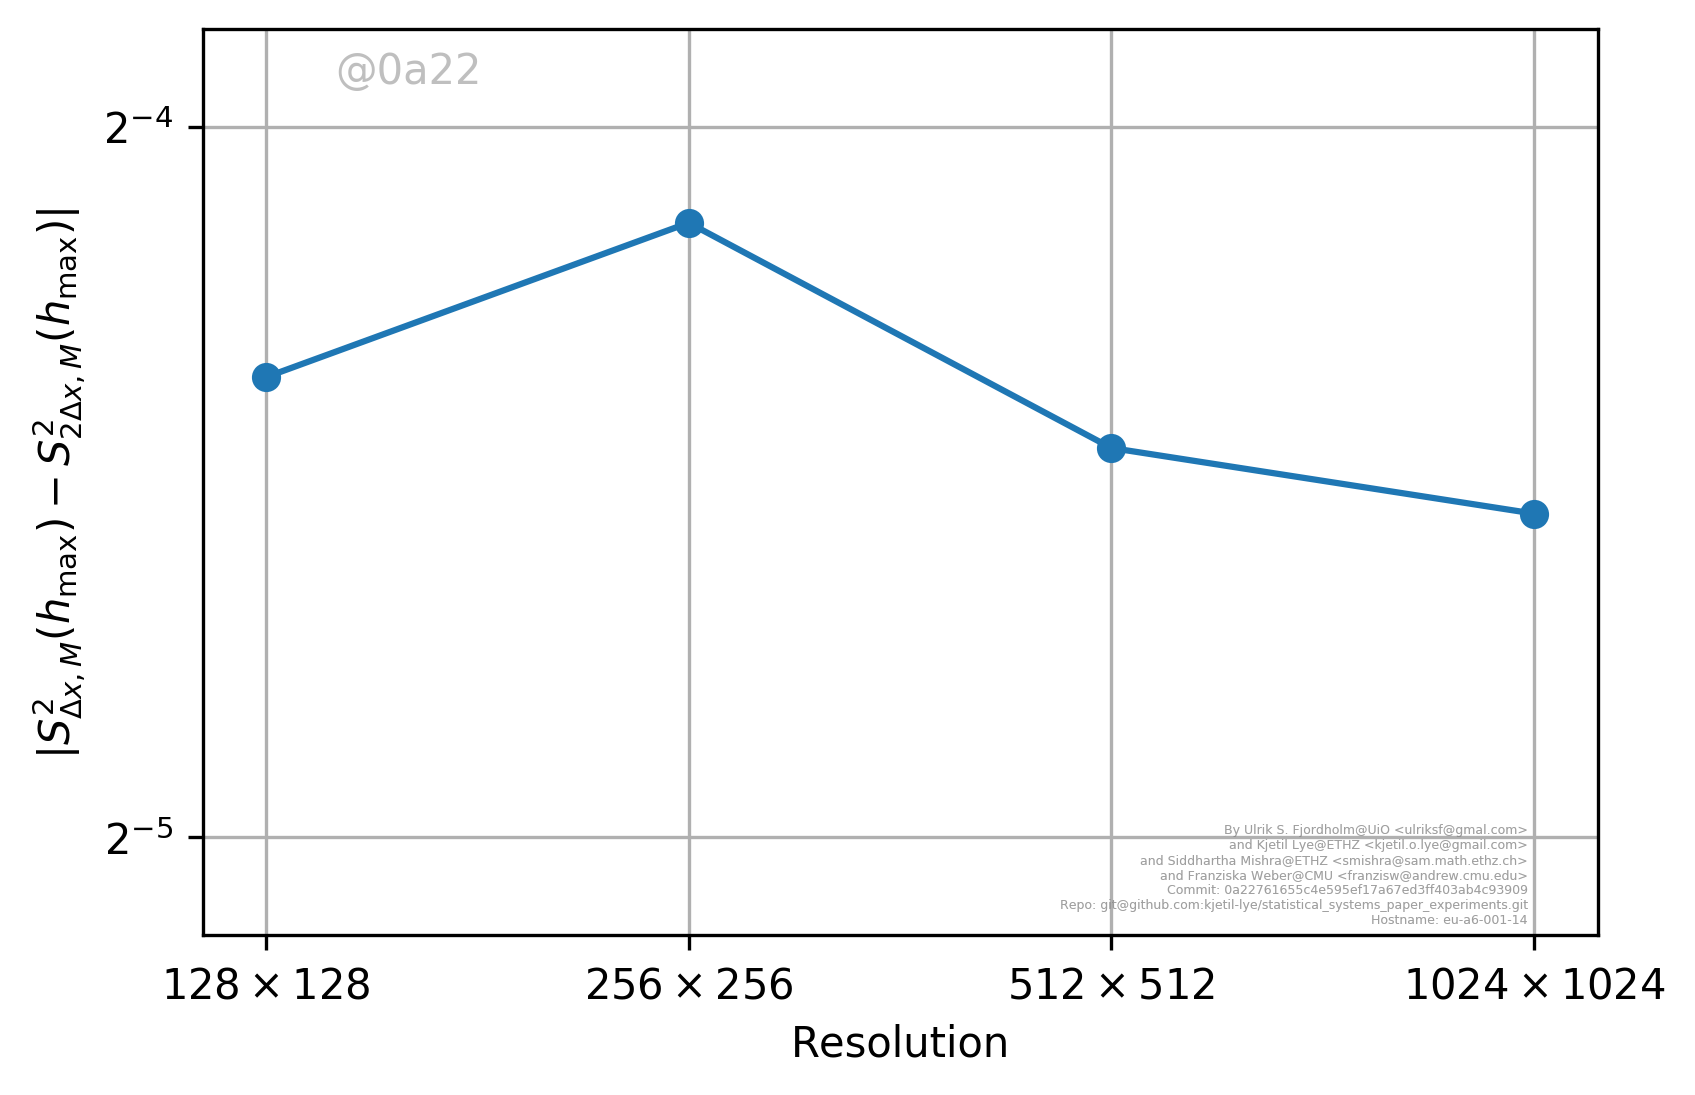 @0a22
2⁻⁴
|S²_{Δx,M}(h_max) − S²_{2Δx,M}(h_max)|
2⁻⁵
By Ulrik S. Fjordholm@UiO <ulriksf@gmal.com>
and Kjetil Lye@ETHZ <kjetil.o.lye@gmail.com>
and Siddhartha Mishra@ETHZ <smishra@sam.math.ethz.ch>
and Franziska Weber@CMU <franzisw@andrew.cmu.edu>
Commit: 0a22761655c4e595ef17a67ed3ff403ab4c93909
Repo: git@github.com:kjetil-lye/statistical_systems_paper_experiments.git
Hostname: eu-a6-001-14
128 × 128 256 × 256 512 × 512 1024 × 1024
Resolution